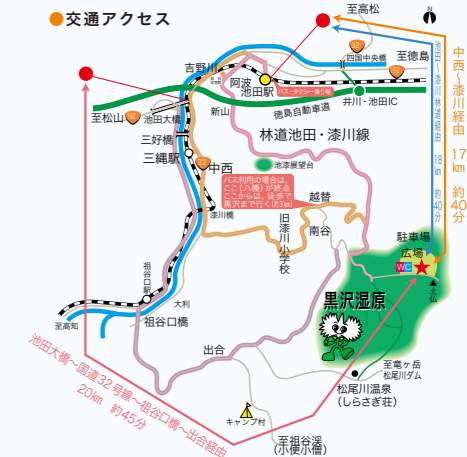 ●交通アクセス
至高松
N
32
四国中央橋
32
至徳島
吉野川
阿波
池田駅
バス・タクシー乗り場
井川・池田IC
徳島自動車道
新山
至松山
32
池田大橋
林道池田・漆川線
三好橋
三縄駅
32
中西
池漆展望台
バス利用の場合は、
ここ(八幡)が終点
ここからは、徒歩で
黒沢まで行く(約3㎞)
越替
漆川橋
旧漆川小学校
南谷
駐車場
広場
WC
土仏
黒沢湿原
祖谷口駅
大利
祖谷口橋
至高知
出合
至竜ヶ岳
松尾川ダム
松尾川温泉
(しらさぎ荘)
キャンプ村
至祖谷渓
(小便小僧)
池田〜漆川林道経由 18㎞ 約40分
中西〜漆川経由 17㎞ 約40分
池田大橋〜国道32号線〜祖谷口橋〜出合経由
20㎞ 約45分